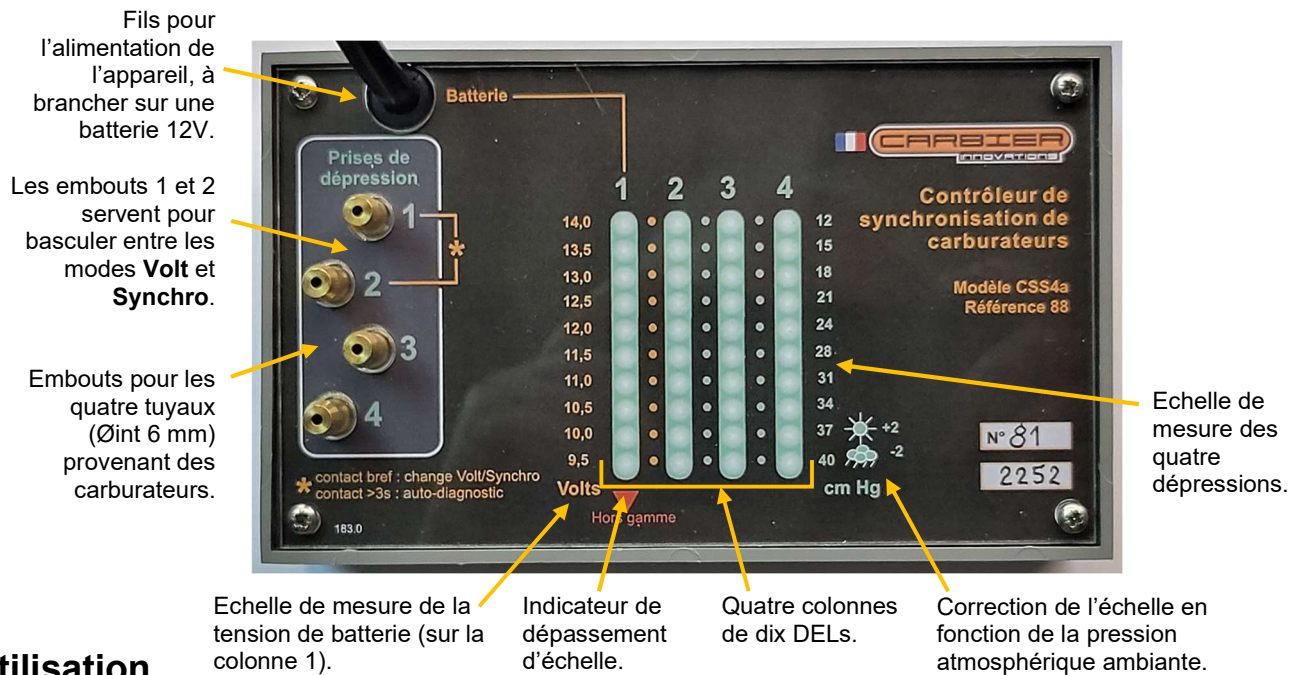 Fils pour
l'alimentation de
l'appareil, à
brancher sur une
batterie 12V.
Les embouts 1 et 2
servent pour
basculer entre les
modes Volt et
Synchro.
Embouts pour les
quatre tuyaux
(Øint 6 mm)
provenant des
carburateurs.
Batterie
Prises de
dépression
1
2
3
4
*
* contact bref : change Volt/Synchro
contact >3s : auto-diagnostic
183.0
1 2 3 4
14,0 12
13,5 15
13,0 18
12,5 21
12,0 24
11,5 28
11,0 31
10,5 34
10,0 37 +2
9,5 40 -2
Volts cm Hg
Hors gamme
CARBIER
INNOVATIONS
Contrôleur de
synchronisation de
carburateurs
Modèle CSS4a
Référence 88
N° 81
2252
Echelle de
mesure des
quatre
dépressions.
Echelle de mesure de la
tension de batterie (sur la
colonne 1).
Indicateur de
dépassement
d'échelle.
Quatre colonnes
de dix DELs.
Correction de l'échelle en
fonction de la pression
atmosphérique ambiante.
tilisation